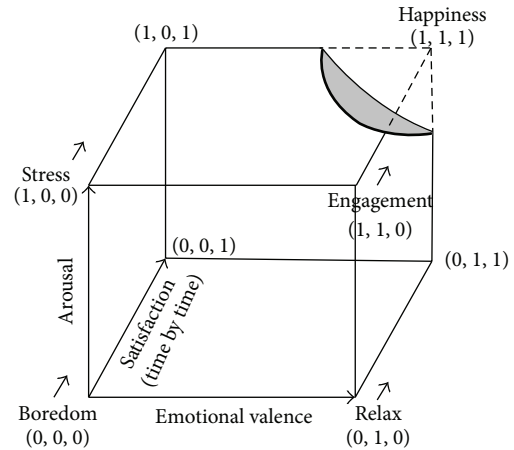 Happiness
(1, 1, 1)
(1, 0, 1)
Stress
(1, 0, 0)
Engagement
(1, 1, 0)
(0, 0, 1)
(0, 1, 1)
Arousal
Satisfaction
(time by time)
Boredom
(0, 0, 0)
Emotional valence
Relax
(0, 1, 0)